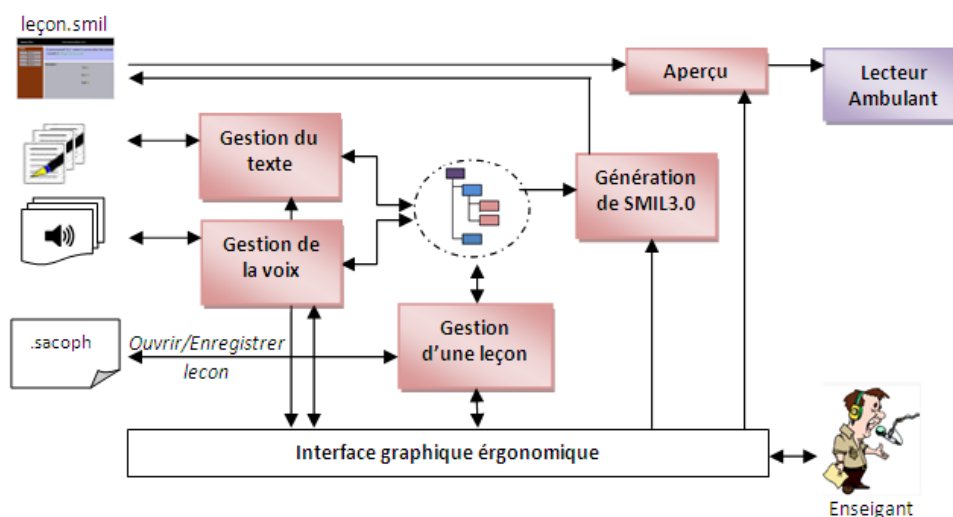 leçon.smil
Aperçu
Lecteur
Ambulant
Gestion du
texte
Génération
de SMIL3.0
Gestion de
la voix
.sacoph
Ouvrir/Enregistrer
lecon
Gestion
d'une leçon
Interface graphique érgonomique
Enseigant